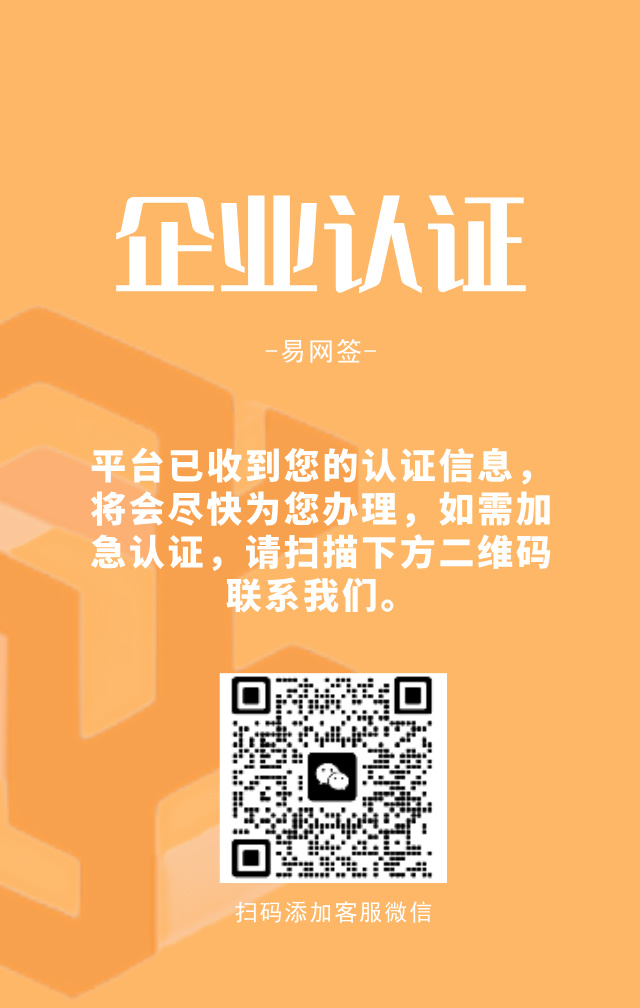 企业认证
-易网签-
平台已收到您的认证信息，
将会尽快为您办理，如需加
急认证，请扫描下方二维码
联系我们。
扫码添加客服微信